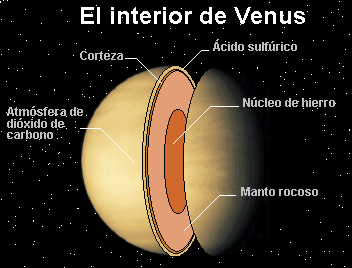 El interior de Venus
Ácido sulfúrico
Corteza
Núcleo de hierro
Atmósfera de
dióxido de
carbono
Manto rocoso